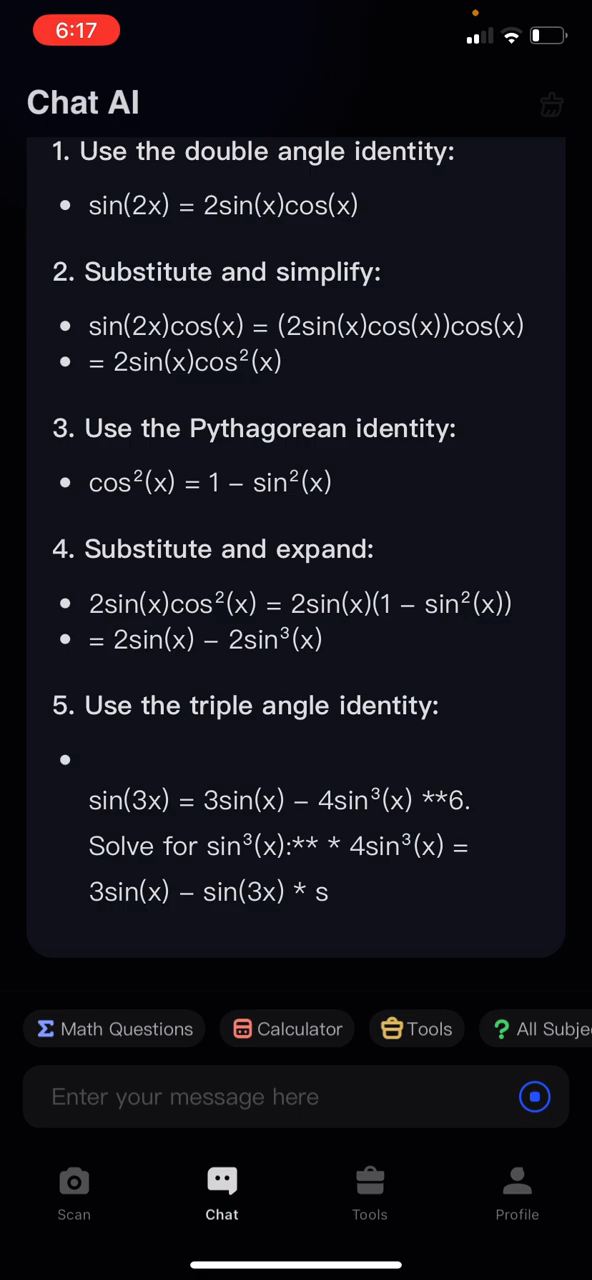 6:17
Chat AI
1. Use the double angle identity:
• sin(2x) = 2sin(x)cos(x)
2. Substitute and simplify:
• sin(2x)cos(x) = (2sin(x)cos(x))cos(x)
• = 2sin(x)cos²(x)
3. Use the Pythagorean identity:
• cos²(x) = 1 – sin²(x)
4. Substitute and expand:
• 2sin(x)cos²(x) = 2sin(x)(1 – sin²(x))
• = 2sin(x) – 2sin³(x)
5. Use the triple angle identity:
•
sin(3x) = 3sin(x) – 4sin³(x) **6.
Solve for sin³(x):** * 4sin³(x) =
3sin(x) – sin(3x) * s
Math Questions Calculator Tools All Subje
Enter your message here
Scan Chat Tools Profile